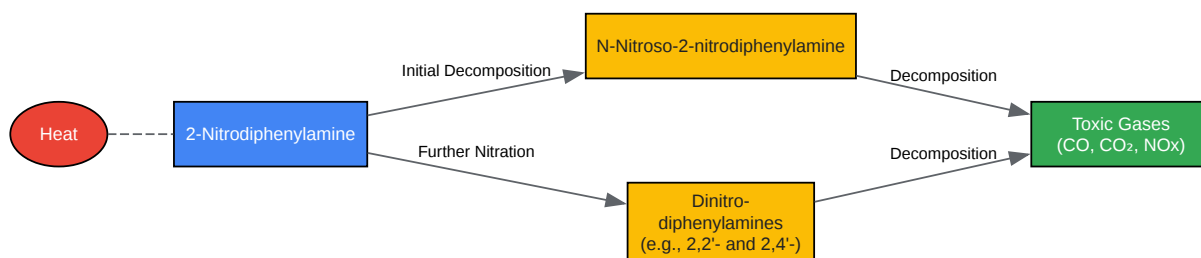 Heat
2-Nitrodiphenylamine
Initial Decomposition
Further Nitration
N-Nitroso-2-nitrodiphenylamine
Dinitro-
diphenylamines
(e.g., 2,2'- and 2,4'-)
Decomposition
Decomposition
Toxic Gases
(CO, CO₂, NOx)